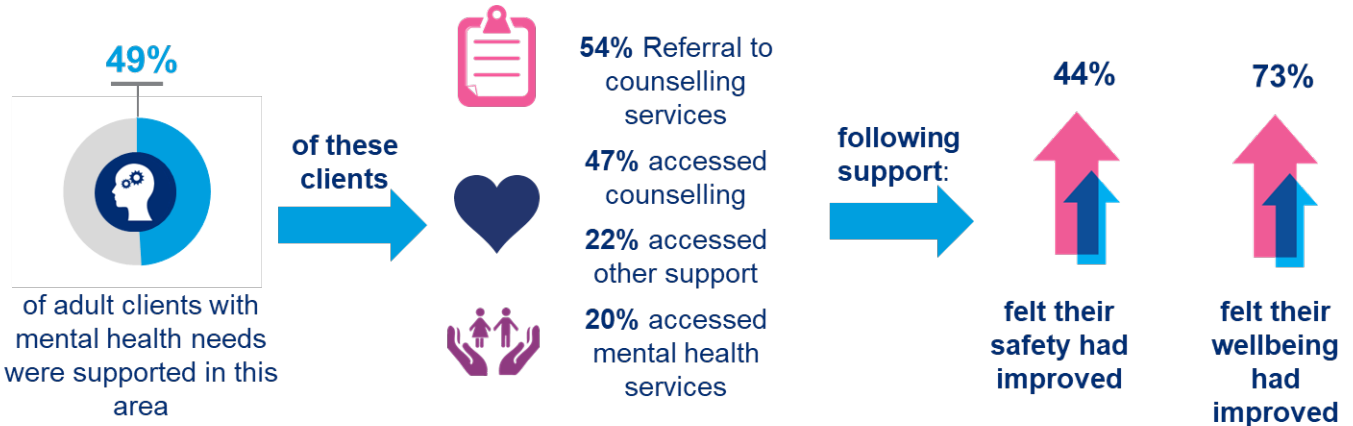 49%
of adult clients with
mental health needs
were supported in this
area
of these
clients
54% Referral to
counselling
services
47% accessed
counselling
22% accessed
other support
20% accessed
mental health
services
following
support:
44%
felt their
safety had
improved
73%
felt their
wellbeing
had
improved